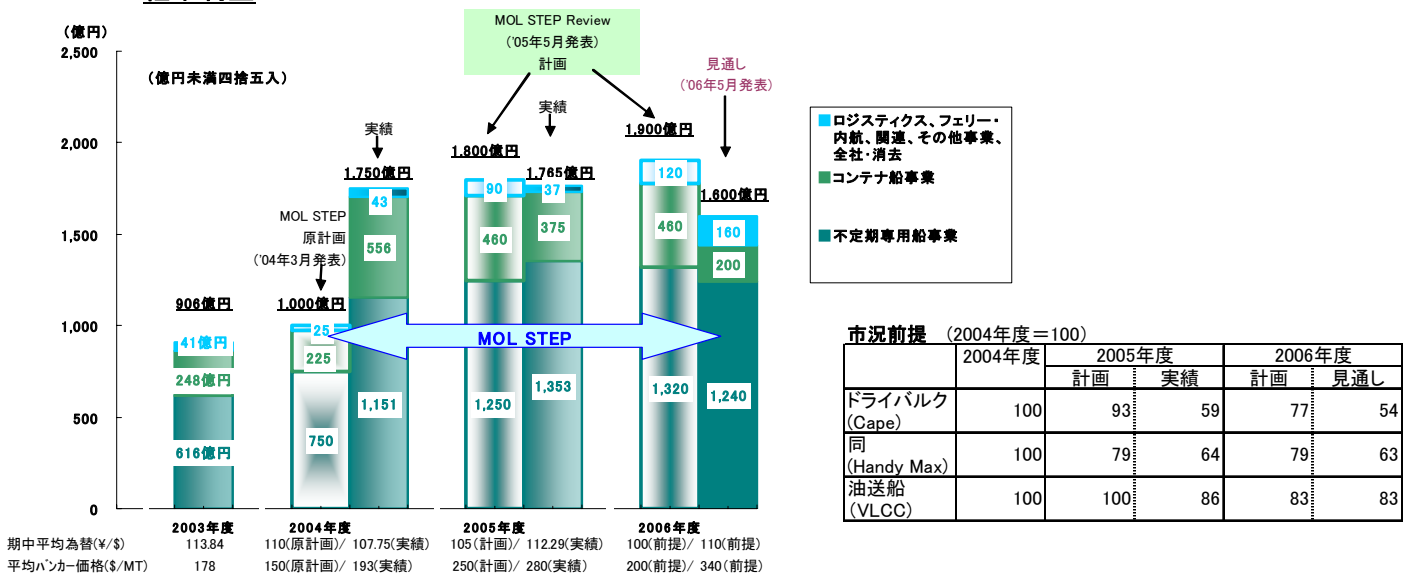 (億円)
2,500
2,000
1,500
1,000
500
0
(億円未満四捨五入)
MOL STEP Review
('05年5月発表)
計画
見通し
('06年5月発表)
実績
実績
MOL STEP
原計画
('04年3月発表)
906億円
41億円
248億円
616億円
1,000億円
25
225
750
1,750億円
43
556
1,151
1,800億円
90
460
1,250
1,765億円
37
375
1,353
1,900億円
120
460
1,320
1,600億円
160
200
1,240
MOL STEP
2003年度 2004年度 2005年度 2006年度
期中平均為替(¥/$) 113.84 110(原計画)/ 107.75(実績) 105(計画)/ 112.29(実績) 100(前提)/ 110(前提)
平均バンカー価格($/MT) 178 150(原計画)/ 193(実績) 250(計画)/ 280(実績) 200(前提)/ 340(前提)
ロジスティクス、フェリー・
内航、関連、その他事業、
全社・消去
コンテナ船事業
不定期専用船事業
市況前提 (2004年度=100)
2004年度 2005年度 2006年度
計画 実績 計画 見通し
ドライバルク
(Cape) 100 93 59 77 54
同
(Handy Max) 100 79 64 79 63
油送船
(VLCC) 100 100 86 83 83